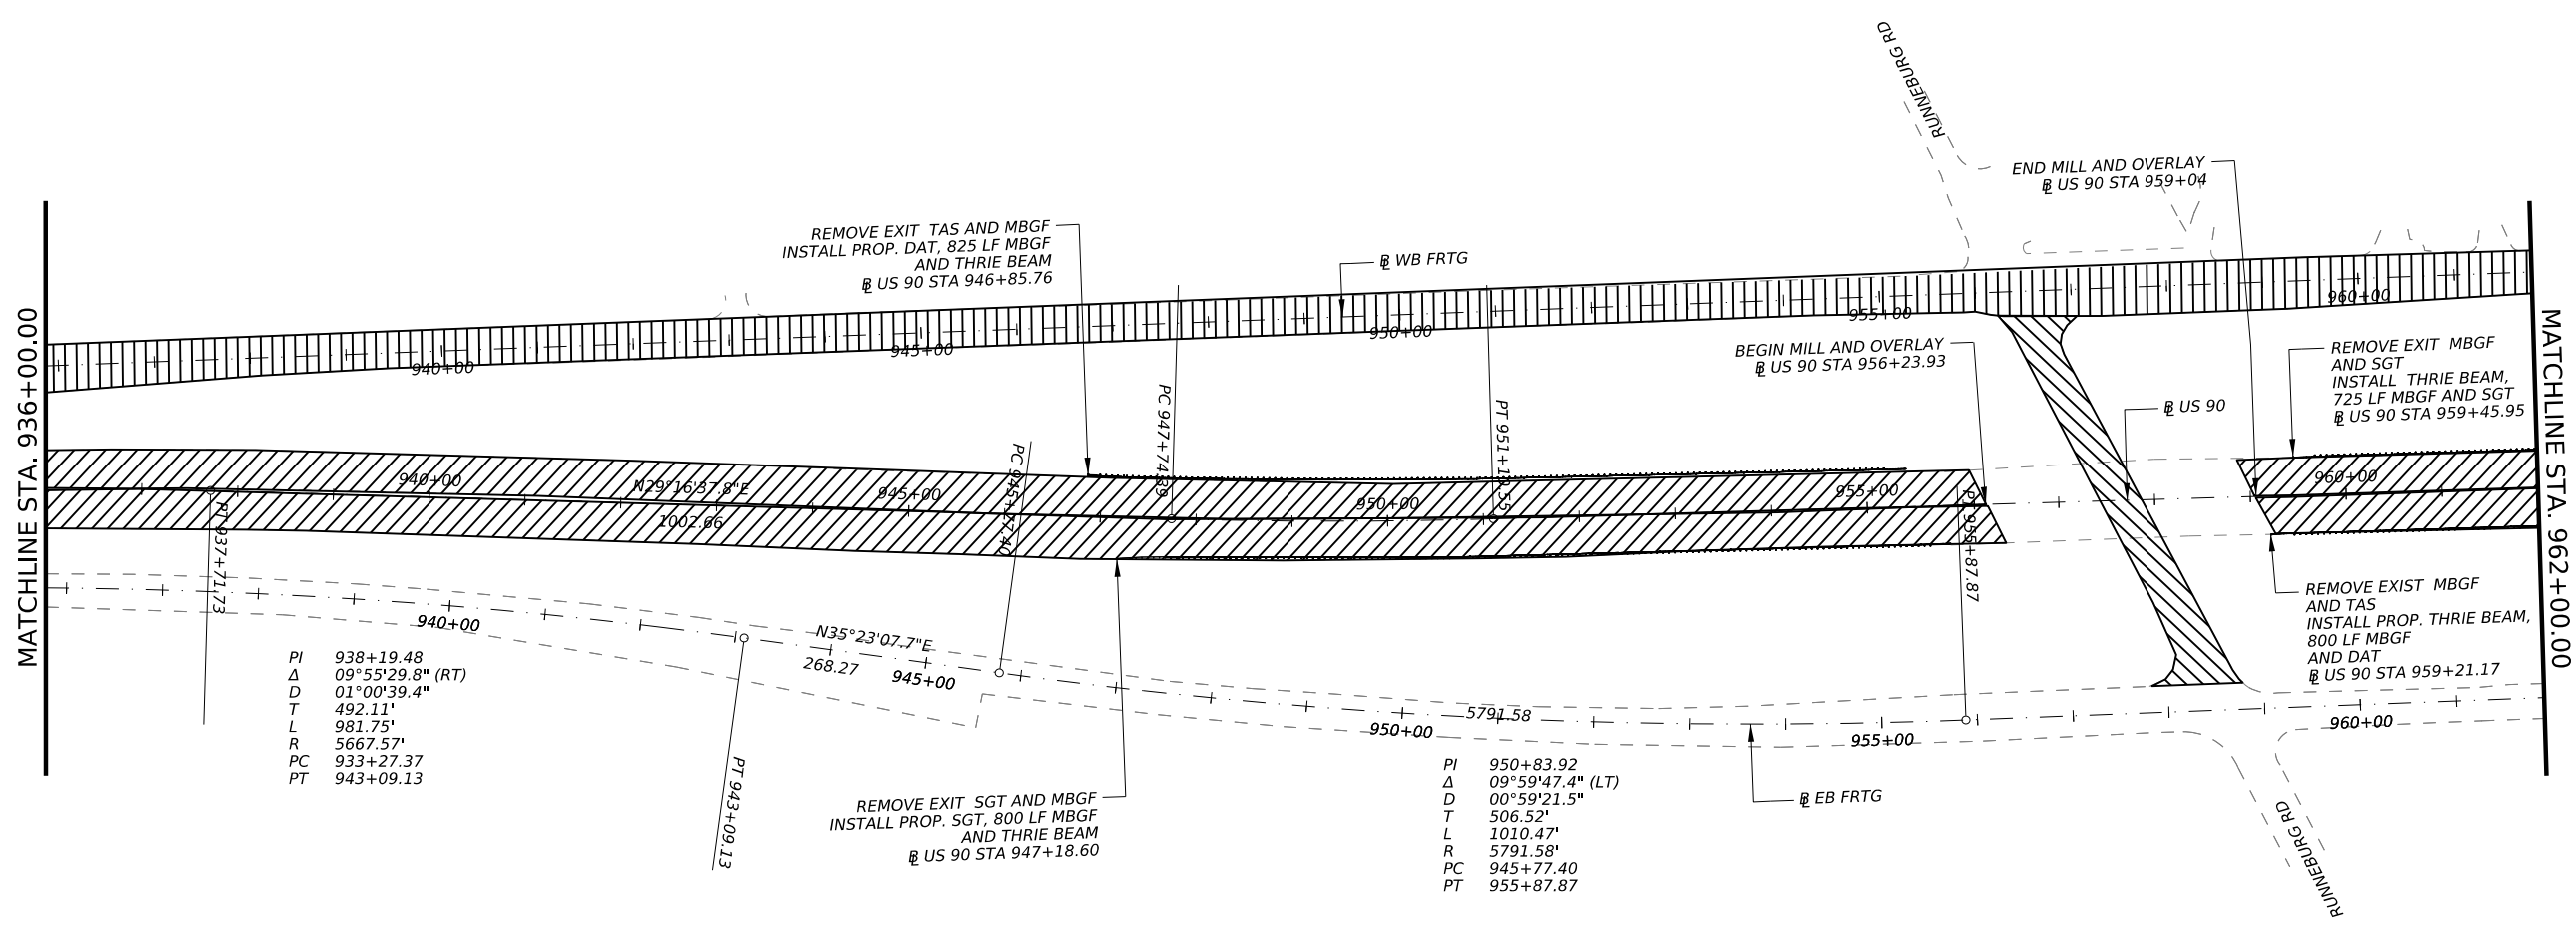 RUNNEBURG RD
END MILL AND OVERLAY
℄ US 90 STA 959+04
REMOVE EXIT  TAS AND MBGF
INSTALL PROP. DAT, 825 LF MBGF
AND THRIE BEAM
℄ US 90 STA 946+85.76
℄ WB FRTG
940+00
945+00
950+00
955+00
960+00
BEGIN MILL AND OVERLAY
℄ US 90 STA 956+23.93
REMOVE EXIT  MBGF
AND SGT
INSTALL  THRIE BEAM,
725 LF MBGF AND SGT
℄ US 90 STA 959+45.95
MATCHLINE STA. 936+00.00
MATCHLINE STA. 962+00.00
℄ US 90
PC 947+74.89
PC 945+77.40
940+00
N29°16'37.8"E
1002.66
945+00
950+00
955+00
960+00
PT 937+71.73
PT 955+87.87
940+00
N35°23'07.7"E
268.27
945+00
5791.58
950+00
955+00
960+00
PI 938+19.48
Δ 09°55'29.8" (RT)
D 01°00'39.4"
T 492.11'
L 981.75'
R 5667.57'
PC 933+27.37
PT 943+09.13
PT 943+09.13
REMOVE EXIST  MBGF
AND TAS
INSTALL PROP. THRIE BEAM,
800 LF MBGF
AND DAT
℄ US 90 STA 959+21.17
REMOVE EXIT  SGT AND MBGF
INSTALL PROP. SGT, 800 LF MBGF
AND THRIE BEAM
℄ US 90 STA 947+18.60
PI 950+83.92
Δ 09°59'47.4" (LT)
D 00°59'21.5"
T 506.52'
L 1010.47'
R 5791.58'
PC 945+77.40
PT 955+87.87
℄ EB FRTG
RUNNEBURG RD